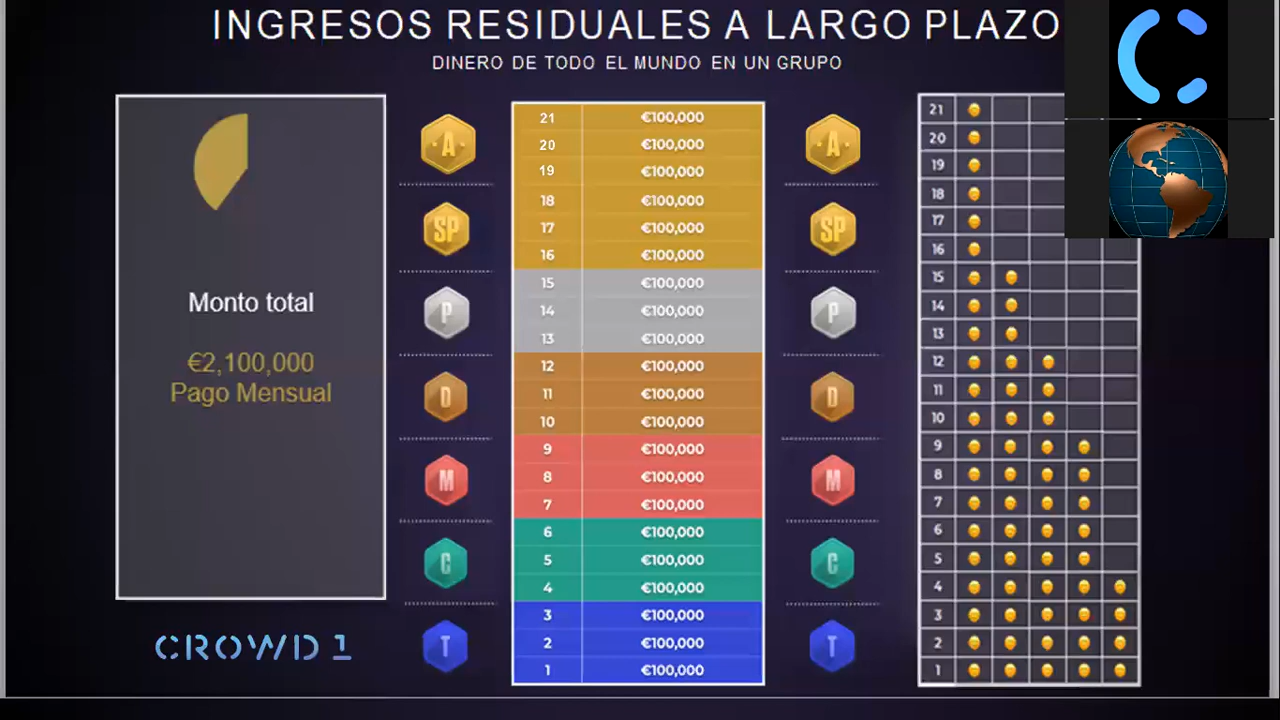 INGRESOS RESIDUALES A LARGO PLAZO
DINERO DE TODO EL MUNDO EN UN GRUPO
Monto total
€2,100,000
Pago Mensual
CROWD 1
A
SP
P
D
M
C
T
21 €100,000
20 €100,000
19 €100,000
18 €100,000
17 €100,000
16 €100,000
15 €100,000
14 €100,000
13 €100,000
12 €100,000
11 €100,000
10 €100,000
9 €100,000
8 €100,000
7 €100,000
6 €100,000
5 €100,000
4 €100,000
3 €100,000
2 €100,000
1 €100,000
A
SP
P
D
M
C
T
21
20
19
18
17
16
15
14
13
12
11
10
9
8
7
6
5
4
3
2
1